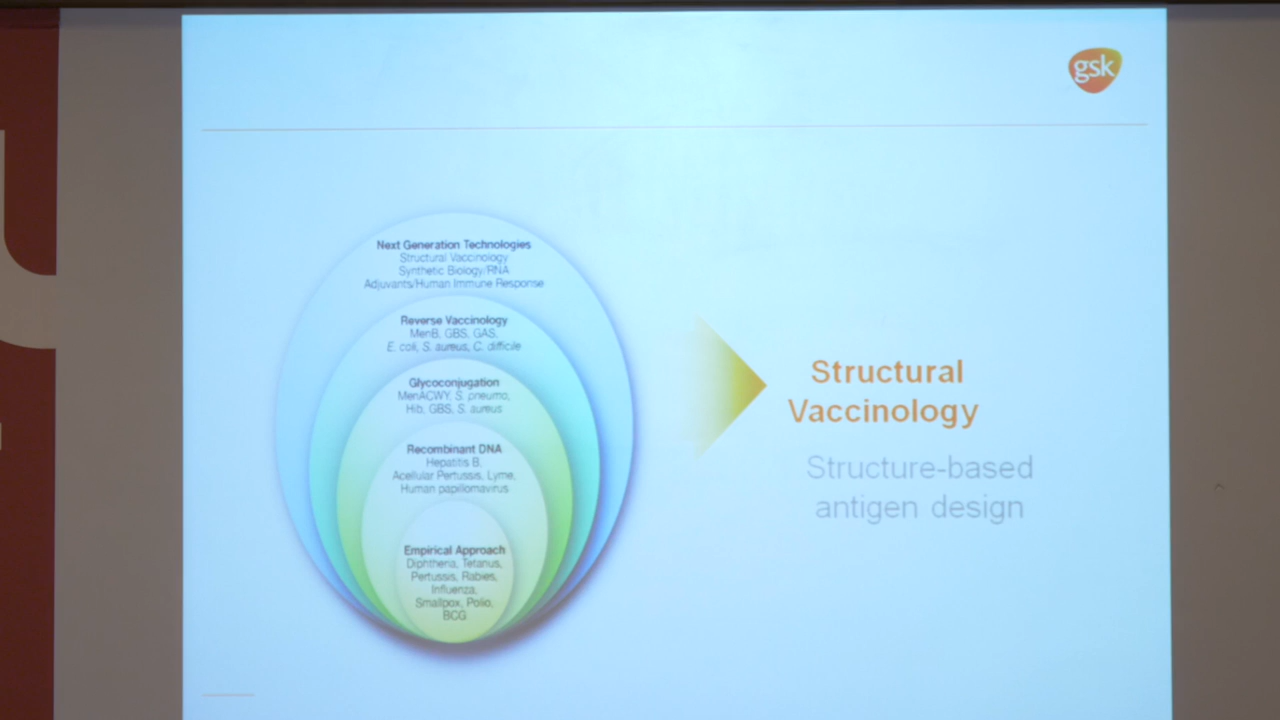 gsk
Next Generation Technologies
Structural Vaccinology
Synthetic Biology/RNA
Adjuvants/Human Immune Response
Reverse Vaccinology
MenB, GBS, GAS,
E. coli, S. aureus, C. difficile
Glycoconjugation
MenACWY, S. pneumo,
Hib, GBS, S. aureus
Recombinant DNA
Hepatitis B,
Acellular Pertussis, Lyme,
Human papillomavirus
Empirical Approach
Diphtheria, Tetanus,
Pertussis, Rabies,
Influenza,
Smallpox, Polio,
BCG
Structural
Vaccinology
Structure-based
antigen design